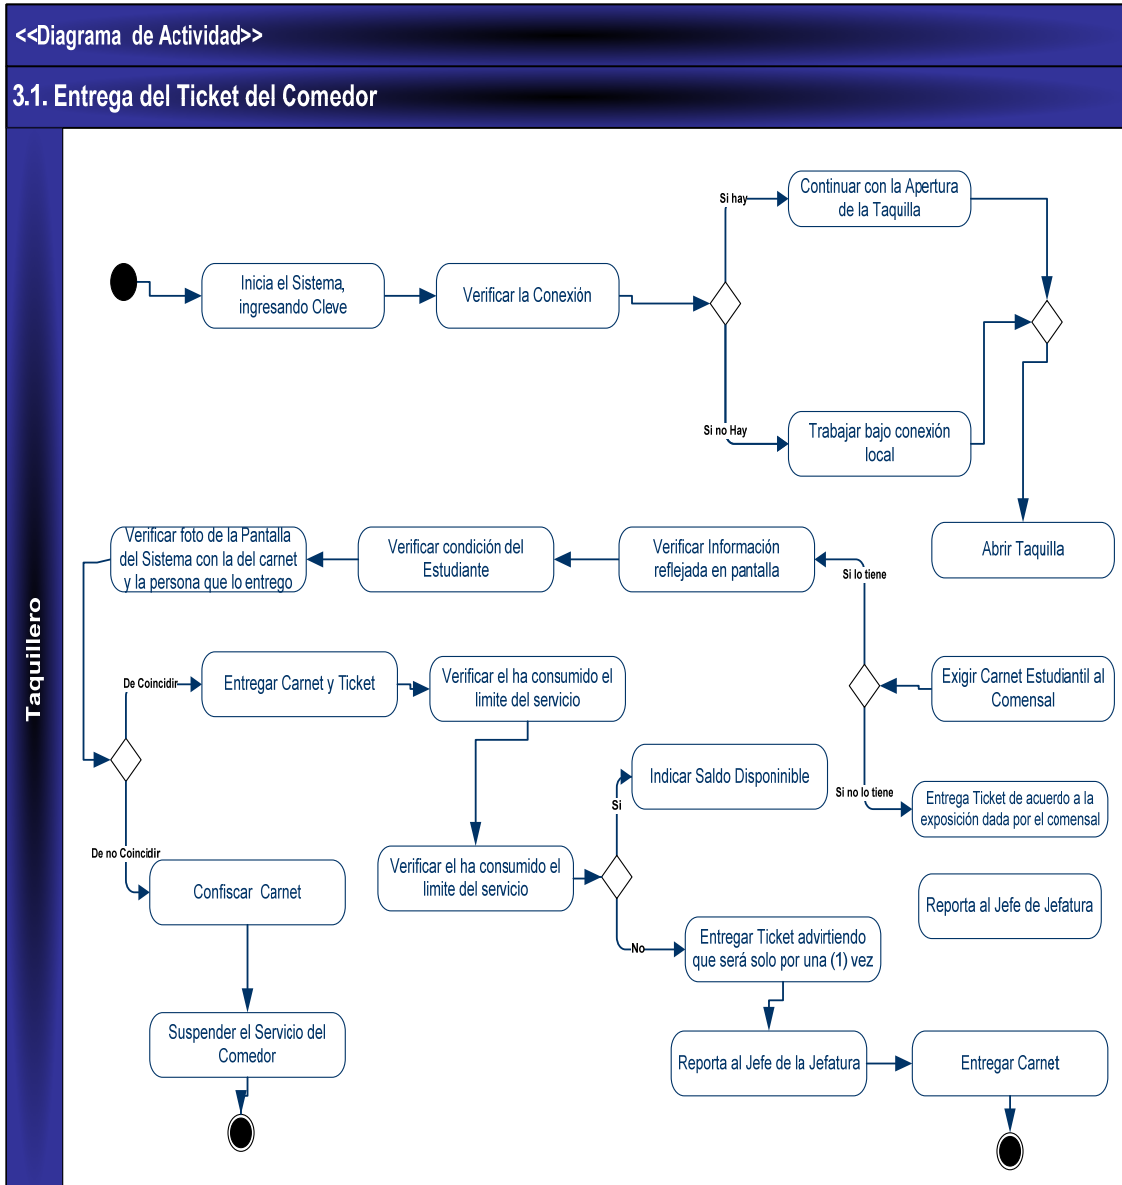 <<Diagrama de Actividad>>
3.1. Entrega del Ticket del Comedor
Taquillero
Inicia el Sistema,
ingresando Cleve
Verificar la Conexión
Si hay
Continuar con la Apertura
de la Taquilla
Si no Hay
Trabajar bajo conexión
local
Abrir Taquilla
Verificar foto de la Pantalla
del Sistema con la del carnet
y la persona que lo entrego
Verificar condición del
Estudiante
Verificar Información
reflejada en pantalla
Si lo tiene
Exigir Carnet Estudiantil al
Comensal
Si no lo tiene
Entrega Ticket de acuerdo a la
exposición dada por el comensal
Reporta al Jefe de Jefatura
De Coincidir
Entregar Carnet y Ticket
Verificar el ha consumido el
limite del servicio
De no Coincidir
Confiscar Carnet
Suspender el Servicio del
Comedor
Verificar el ha consumido el
limite del servicio
Si
Indicar Saldo Disponinible
No
Entregar Ticket advirtiendo
que será solo por una (1) vez
Reporta al Jefe de la Jefatura
Entregar Carnet